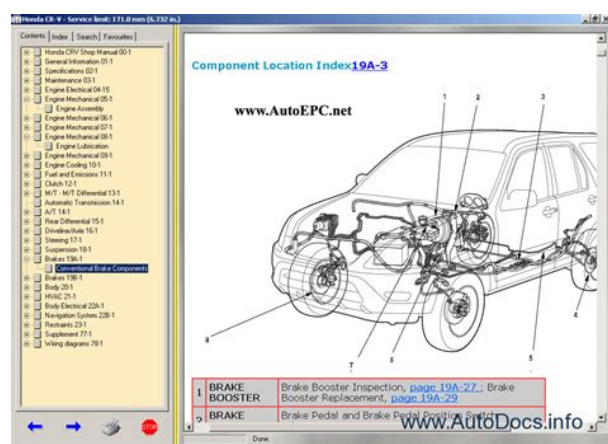 Honda CR-V - Service limit: 171.0 mm (6.732 in.)
Contents Index Search Favourites
Honda CRV Shop Manual 00-1
General Information 01-1
Specifications 02-1
Maintenance 03-1
Engine Electrical 04-15
Engine Mechanical 05-1
Engine Assembly
Engine Mechanical 06-1
Engine Mechanical 07-1
Engine Mechanical 08-1
Engine Lubrication
Engine Mechanical 09-1
Engine Cooling 10-1
Fuel and Emissions 11-1
Clutch 12-1
M/T - M/T Differential 13-1
Automatic Transmission 14-1
A/T 14-1
Rear Differential 15-1
Driveline/Axle 16-1
Steering 17-1
Suspension 18-1
Brakes 19A-1
Conventional Brake Components
Brakes 19B-1
Body 20-1
HVAC 21-1
Body Electrical 22A-1
Navigation System 22B-1
Restraints 23-1
Supplement 77-1
Wiring diagrams 78-1
STOP
Component Location Index19A-3
www.AutoEPC.net
1 2 3
4
5
6
7
8
1 BRAKE BOOSTER Brake Booster Inspection, page 19A-27 ; Brake
Booster Replacement, page 19A-29
2 BRAKE Brake Pedal and Brake Pedal Position Switch
www.AutoDocs.info
Done